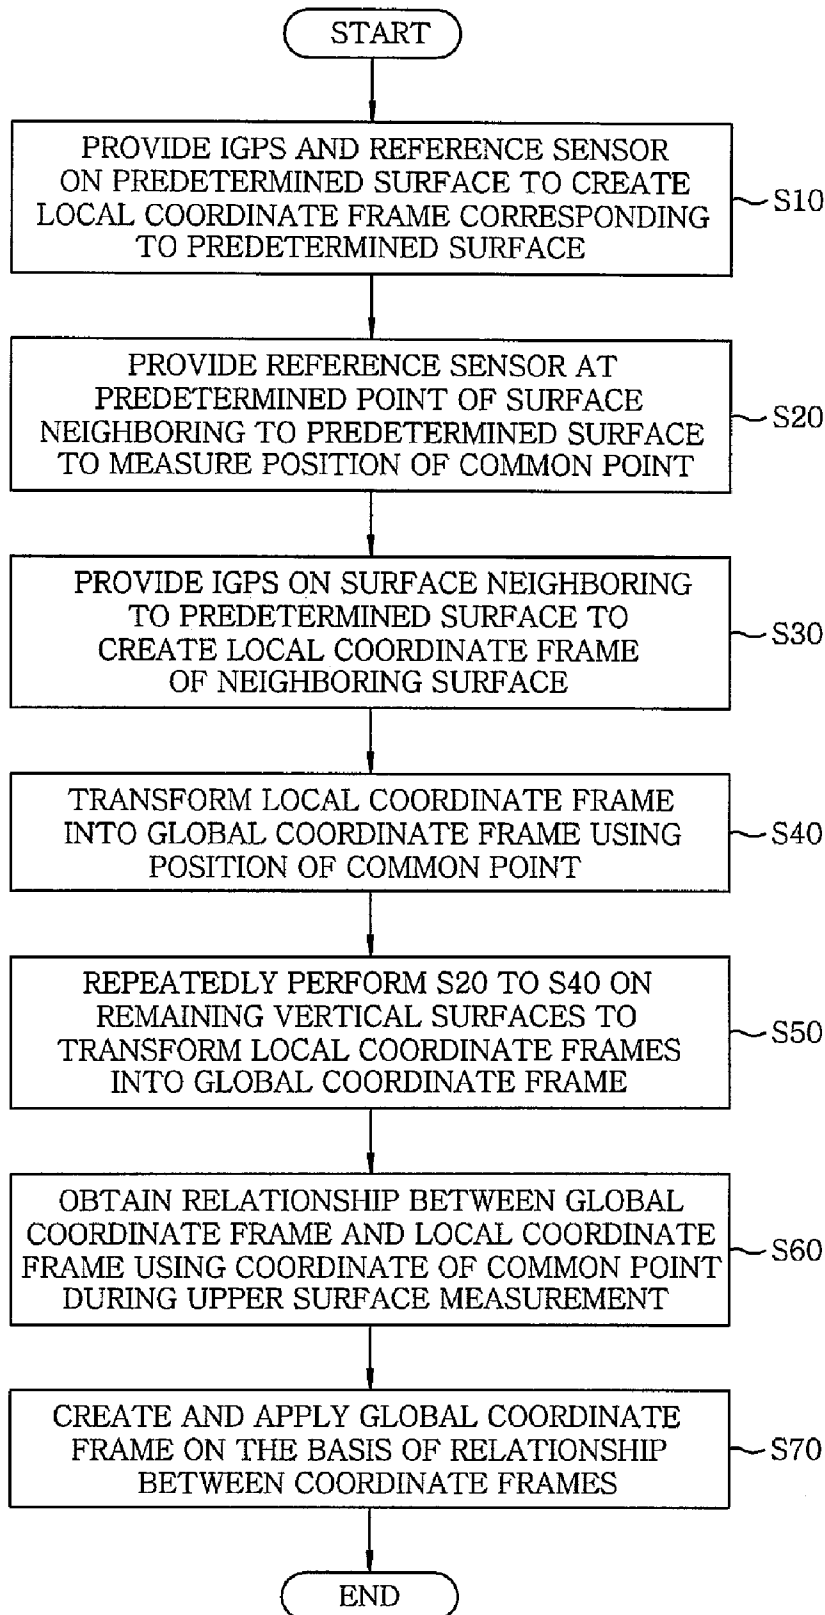 START
PROVIDE IGPS AND REFERENCE SENSOR
ON PREDETERMINED SURFACE TO CREATE
LOCAL COORDINATE FRAME CORRESPONDING
TO PREDETERMINED SURFACE
S10
PROVIDE REFERENCE SENSOR AT
PREDETERMINED POINT OF SURFACE
NEIGHBORING TO PREDETERMINED SURFACE
TO MEASURE POSITION OF COMMON POINT
S20
PROVIDE IGPS ON SURFACE NEIGHBORING
TO PREDETERMINED SURFACE TO
CREATE LOCAL COORDINATE FRAME
OF NEIGHBORING SURFACE
S30
TRANSFORM LOCAL COORDINATE FRAME
INTO GLOBAL COORDINATE FRAME USING
POSITION OF COMMON POINT
S40
REPEATEDLY PERFORM S20 TO S40 ON
REMAINING VERTICAL SURFACES TO
TRANSFORM LOCAL COORDINATE FRAMES
INTO GLOBAL COORDINATE FRAME
S50
OBTAIN RELATIONSHIP BETWEEN GLOBAL
COORDINATE FRAME AND LOCAL COORDINATE
FRAME USING COORDINATE OF COMMON POINT
DURING UPPER SURFACE MEASUREMENT
S60
CREATE AND APPLY GLOBAL COORDINATE
FRAME ON THE BASIS OF RELATIONSHIP
BETWEEN COORDINATE FRAMES
S70
END